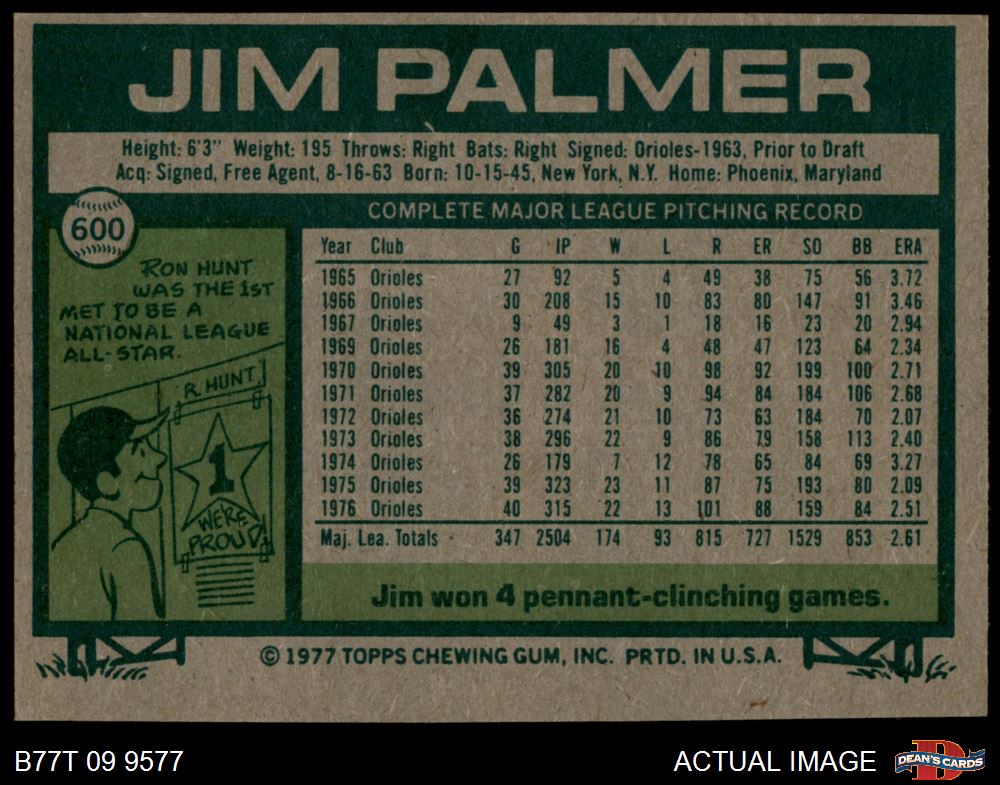 JIM PALMER
Height: 6'3" Weight: 195 Throws: Right Bats: Right Signed: Orioles-1963, Prior to Draft
Acq: Signed, Free Agent, 8-16-63 Born: 10-15-45, New York, N.Y. Home: Phoenix, Maryland
600
RON HUNT
WAS THE 1ST
MET TO BE A
NATIONAL LEAGUE
ALL-STAR.
R. HUNT
1
WE'RE
PROUD
COMPLETE MAJOR LEAGUE PITCHING RECORD
Year Club G IP W L R ER SO BB ERA
1965 Orioles 27 92 5 4 49 38 75 56 3.72
1966 Orioles 30 208 15 10 83 80 147 91 3.46
1967 Orioles 9 49 3 1 18 16 23 20 2.94
1969 Orioles 26 181 16 4 48 47 123 64 2.34
1970 Orioles 39 305 20 10 98 92 199 100 2.71
1971 Orioles 37 282 20 9 94 84 184 106 2.68
1972 Orioles 36 274 21 10 73 63 184 70 2.07
1973 Orioles 38 296 22 9 86 79 158 113 2.40
1974 Orioles 26 179 7 12 78 65 84 69 3.27
1975 Orioles 39 323 23 11 87 75 193 80 2.09
1976 Orioles 40 315 22 13 101 88 159 84 2.51
Maj. Lea. Totals 347 2504 174 93 815 727 1529 853 2.61
Jim won 4 pennant-clinching games.
© 1977 TOPPS CHEWING GUM, INC. PRTD. IN U.S.A.
B77T 09 9577
ACTUAL IMAGE
DEAN'S CARDS